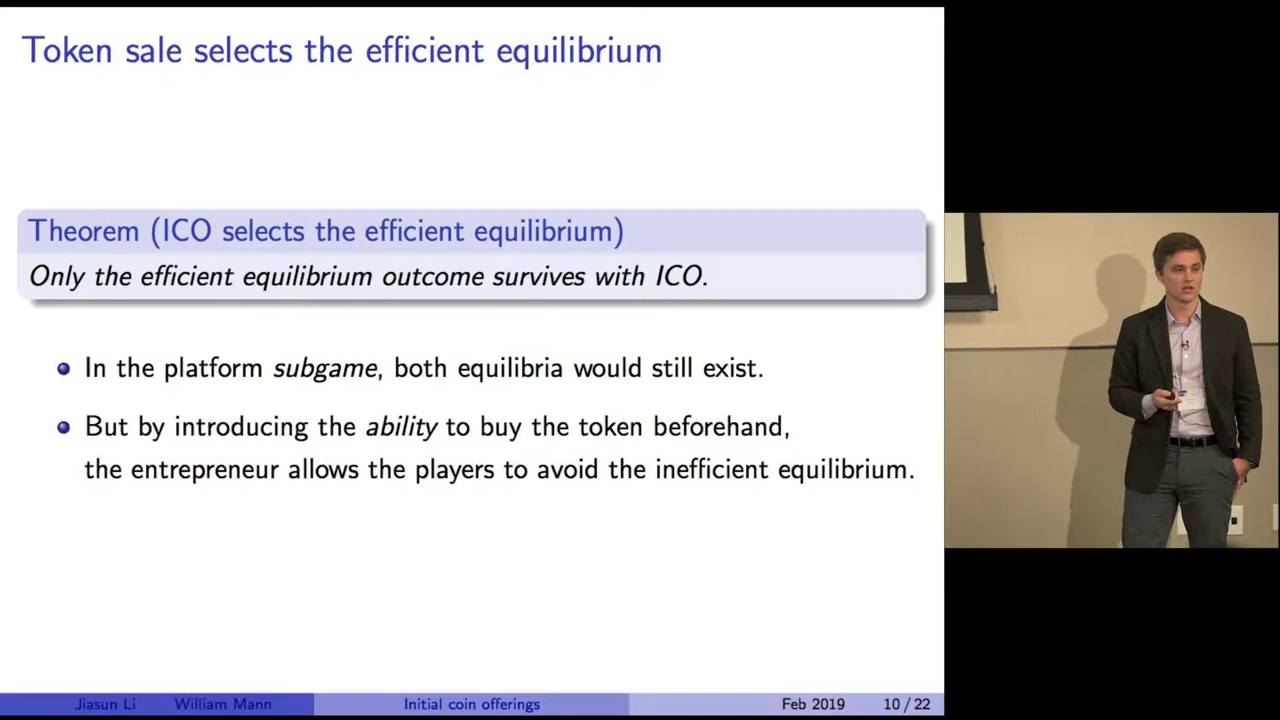 Token sale selects the efficient equilibrium
Theorem (ICO selects the efficient equilibrium)
Only the efficient equilibrium outcome survives with ICO.
In the platform subgame, both equilibria would still exist.
But by introducing the ability to buy the token beforehand,
the entrepreneur allows the players to avoid the inefficient equilibrium.
Jiasun Li William Mann Initial coin offerings Feb 2019 10 / 22